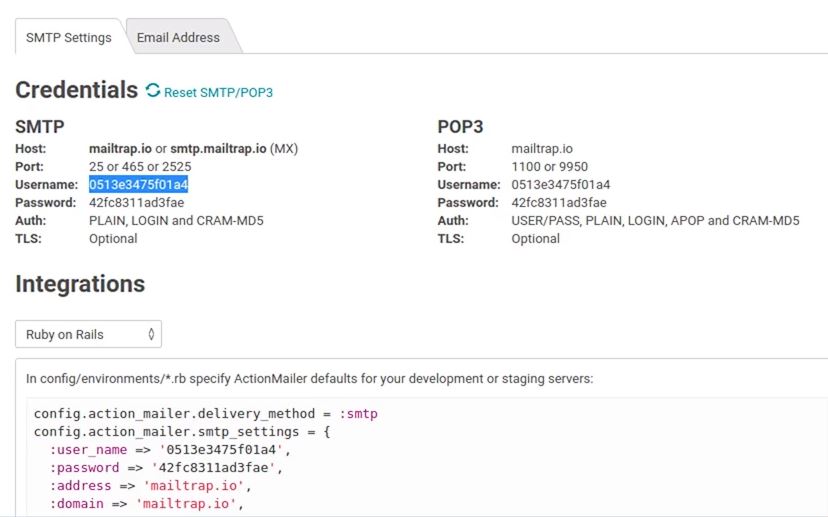 SMTP Settings
Email Address
Credentials Reset SMTP/POP3
SMTP
Host: mailtrap.io or smtp.mailtrap.io (MX)
Port: 25 or 465 or 2525
Username: 0513e3475f01a4
Password: 42fc8311ad3fae
Auth: PLAIN, LOGIN and CRAM-MD5
TLS: Optional
POP3
Host: mailtrap.io
Port: 1100 or 9950
Username: 0513e3475f01a4
Password: 42fc8311ad3fae
Auth: USER/PASS, PLAIN, LOGIN, APOP and CRAM-MD5
TLS: Optional
Integrations
Ruby on Rails
In config/environments/*.rb specify ActionMailer defaults for your development or staging servers:
config.action_mailer.delivery_method = :smtp
config.action_mailer.smtp_settings = {
:user_name => '0513e3475f01a4',
:password => '42fc8311ad3fae',
:address => 'mailtrap.io',
:domain => 'mailtrap.io',